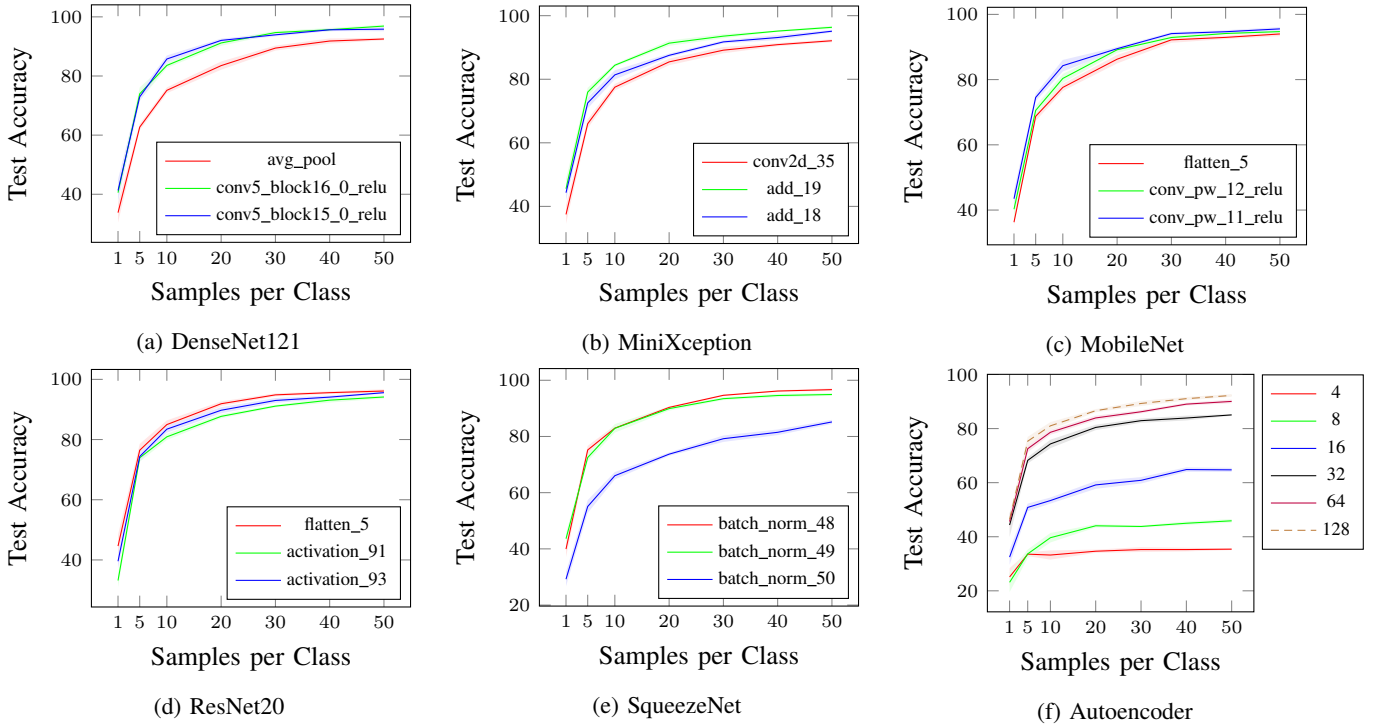 100
80
60
40
Test Accuracy
avg_pool
conv5_block16_0_relu
conv5_block15_0_relu
1 5 10 20 30 40 50
Samples per Class
(a) DenseNet121
100
80
60
40
Test Accuracy
conv2d_35
add_19
add_18
1 5 10 20 30 40 50
Samples per Class
(b) MiniXception
100
80
60
40
Test Accuracy
flatten_5
conv_pw_12_relu
conv_pw_11_relu
1 5 10 20 30 40 50
Samples per Class
(c) MobileNet
100
80
60
40
Test Accuracy
flatten_5
activation_91
activation_93
1 5 10 20 30 40 50
Samples per Class
(d) ResNet20
100
80
60
40
20
Test Accuracy
batch_norm_48
batch_norm_49
batch_norm_50
1 5 10 20 30 40 50
Samples per Class
(e) SqueezeNet
100
80
60
40
20
Test Accuracy
4
8
16
32
64
128
1 5 10 20 30 40 50
Samples per Class
(f) Autoencoder